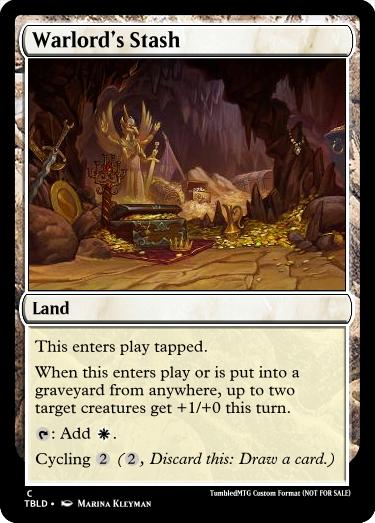 Warlord's Stash
Land
This enters play tapped.
When this enters play or is put into a
graveyard from anywhere, up to two
target creatures get +1/+0 this turn.
: Add .
Cycling 2 (2, Discard this: Draw a card.)
C
TBLD • Marina Kleyman
TumbledMTG Custom Format (NOT FOR SALE)